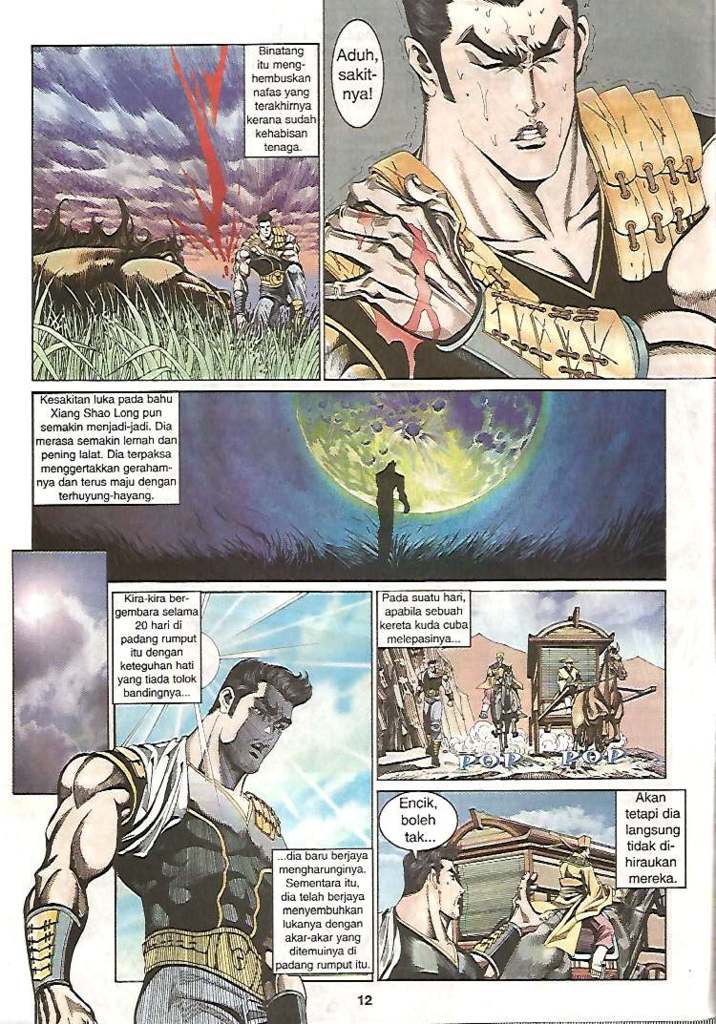 Binatang
itu meng-
hembuskan
nafas yang
terakhirnya
kerana sudah
kehabisan
tenaga.
Aduh,
sakit-
nya!
Kesakitan luka pada bahu
Xiang Shao Long pun
semakin menjadi-jadi. Dia
merasa semakin lemah dan
pening lalat. Dia terpaksa
menggertakkan geraham-
nya dan terus maju dengan
terhuyung-hayang.
Kira-kira ber-
gembara selama
20 hari di
padang rumput
itu dengan
keteguhan hati
yang tiada tolok
bandingnya...
...dia baru berjaya
mengharunginya.
Sementara itu,
dia telah
menyembuhkan
lukanya dengan
akar-akar yang
ditemuinya di
padang rumput itu.
Pada suatu hari,
apabila sebuah
kereta kuda cuba
melepasinya...
POP POP
Encik,
boleh
tak...
Akan
tetapi dia
langsung
tidak di-
hiraukan
mereka.
12